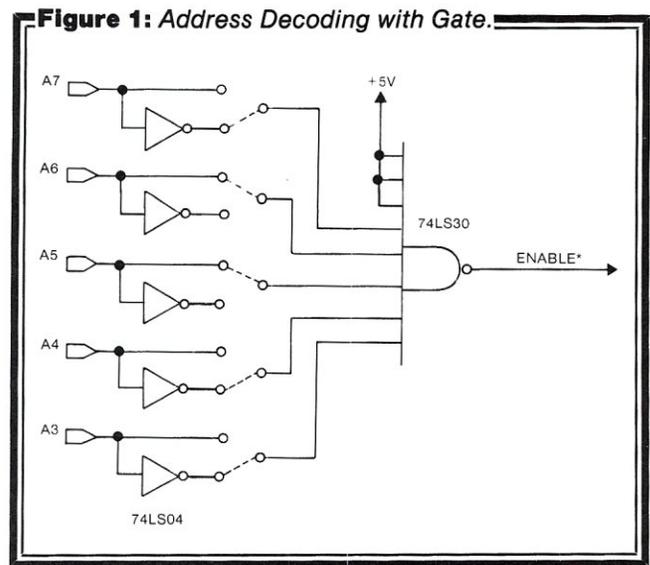 Figure 1: Address Decoding with Gate.
A7
+5V
A6
74LS30
A5
ENABLE*
A4
A3
74LS04